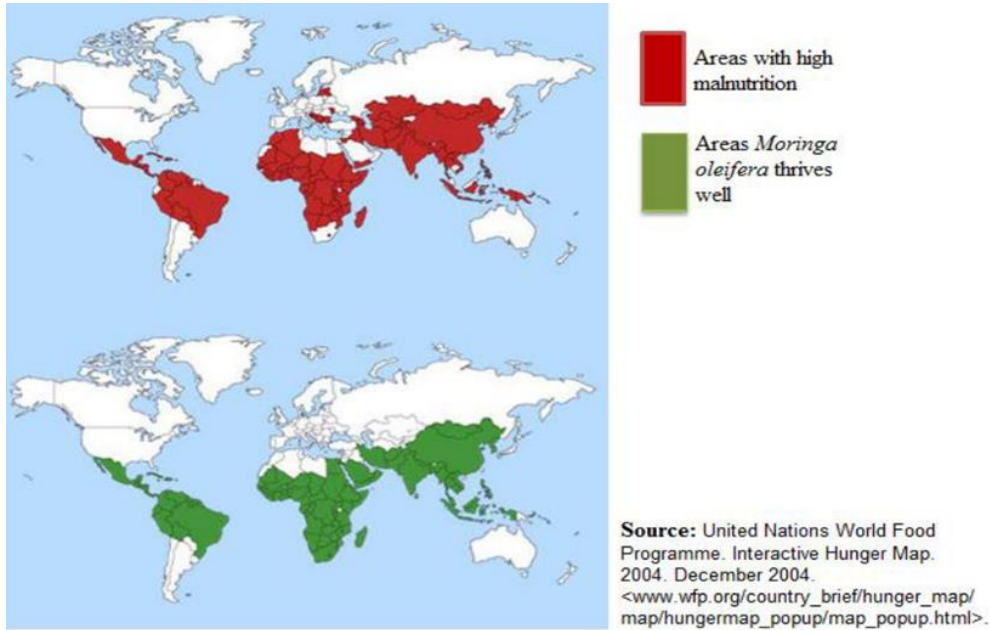 Areas with high
malnutrition
Areas Moringa
oleifera thrives
well
Source: United Nations World Food
Programme. Interactive Hunger Map.
2004. December 2004.
<www.wfp.org/country_brief/hunger_map/
map/hungermap_popup/map_popup.html>.